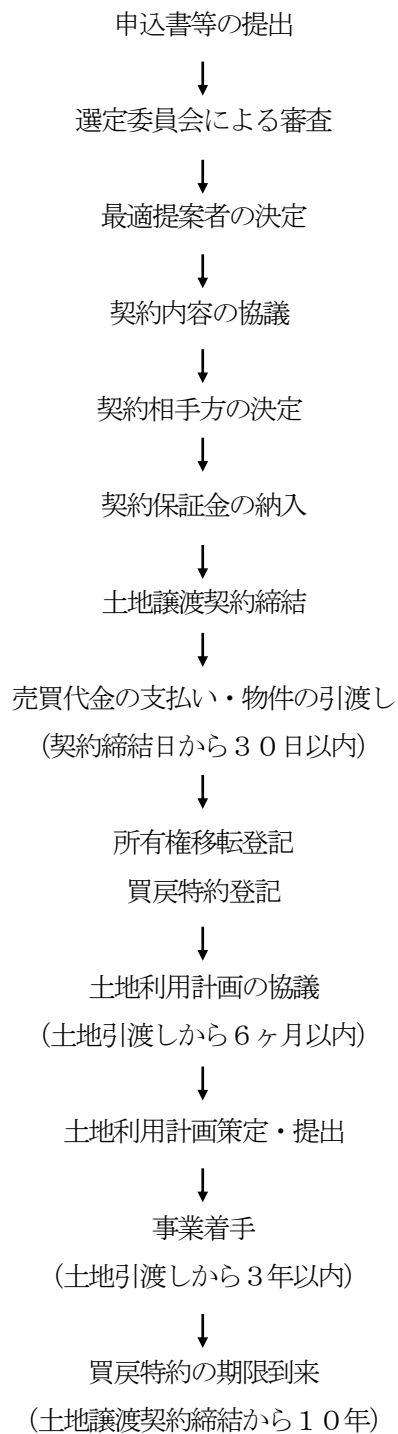 申込書等の提出
↓
選定委員会による審査
↓
最適提案者の決定
↓
契約内容の協議
↓
契約相手方の決定
↓
契約保証金の納入
↓
土地譲渡契約締結
↓
売買代金の支払い・物件の引渡し
（契約締結日から３０日以内）
↓
所有権移転登記
買戻特約登記
↓
土地利用計画の協議
（土地引渡しから６ヶ月以内）
↓
土地利用計画策定・提出
↓
事業着手
（土地引渡しから３年以内）
↓
買戻特約の期限到来
（土地譲渡契約締結から１０年）